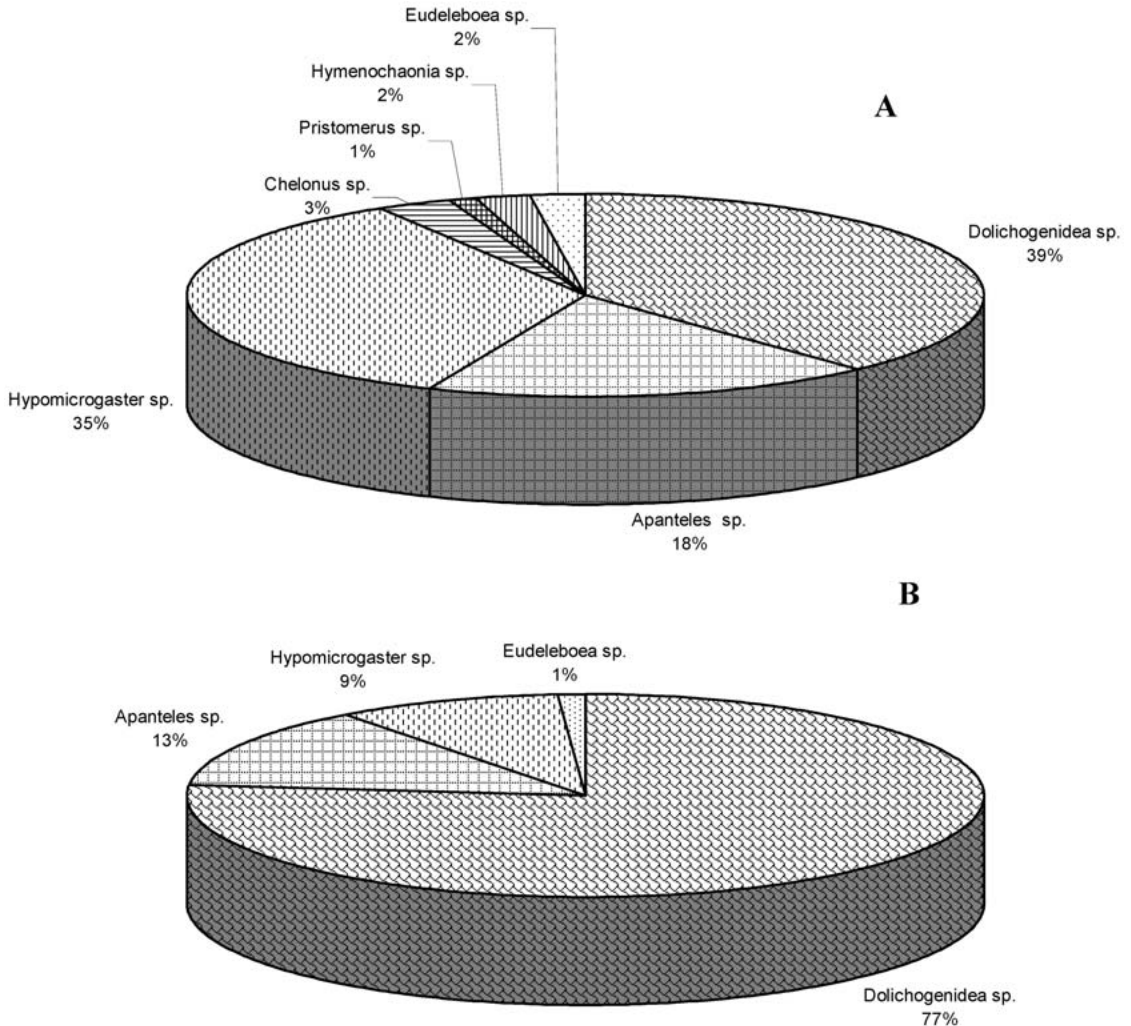 Eudeleboea sp.
2%
Hymenochaonia sp.
2%
A
Pristomerus sp.
1%
Chelonus sp.
3%
Dolichogenidea sp.
39%
Hypomicrogaster sp.
35%
Apanteles sp.
18%
B
Eudeleboea sp.
1%
Hypomicrogaster sp.
9%
Apanteles sp.
13%
Dolichogenidea sp.
77%